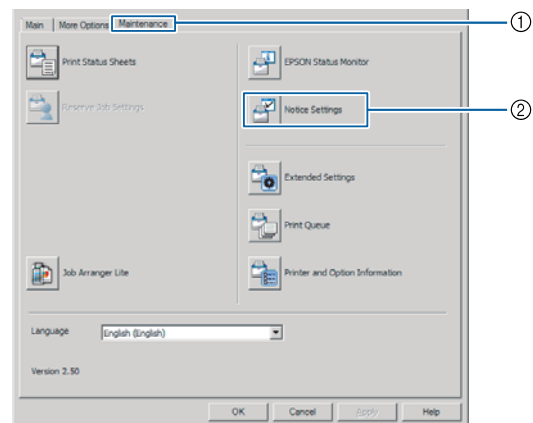 Main More Options Maintenance
①
Print Status Sheets
EPSON Status Monitor
Reserve Job Settings
Notice Settings
②
Extended Settings
Print Queue
Job Arranger Lite
Printer and Option Information
Language English (English)
Version 2.50
OK Cancel Apply Help